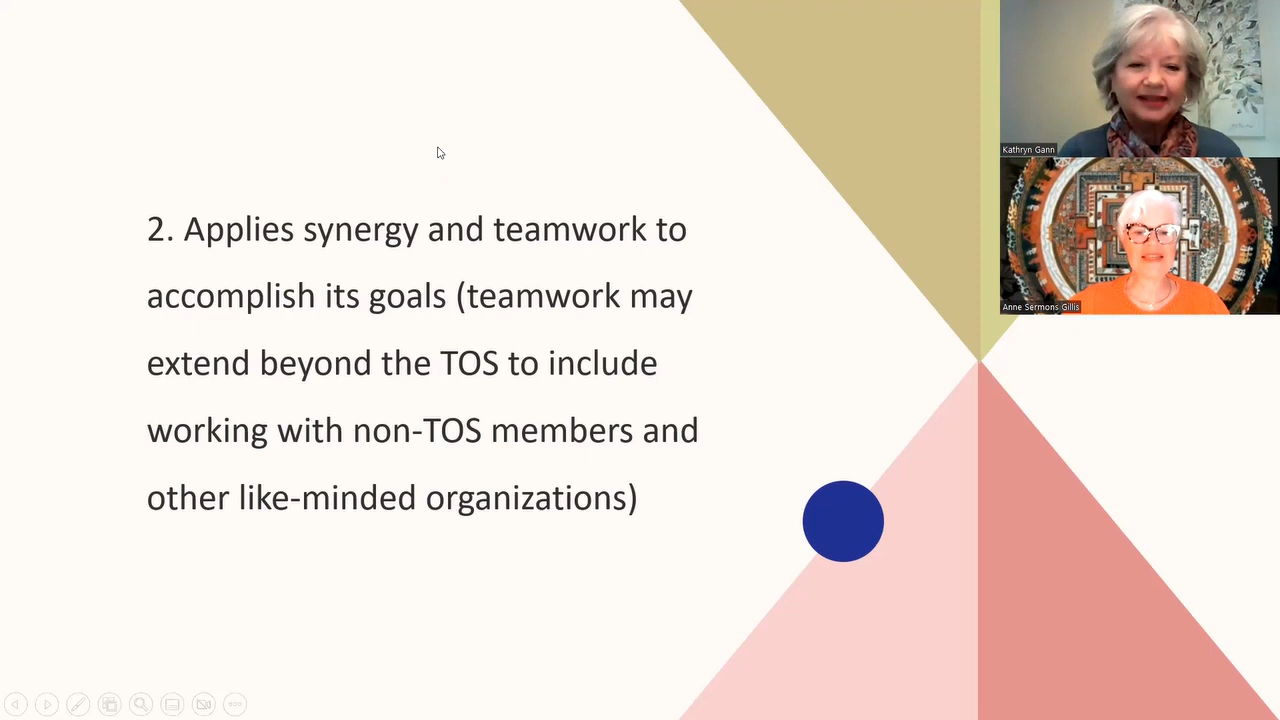 Kathryn Gann
Anne Sermons Gillis
2. Applies synergy and teamwork to
accomplish its goals (teamwork may
extend beyond the TOS to include
working with non-TOS members and
other like-minded organizations)